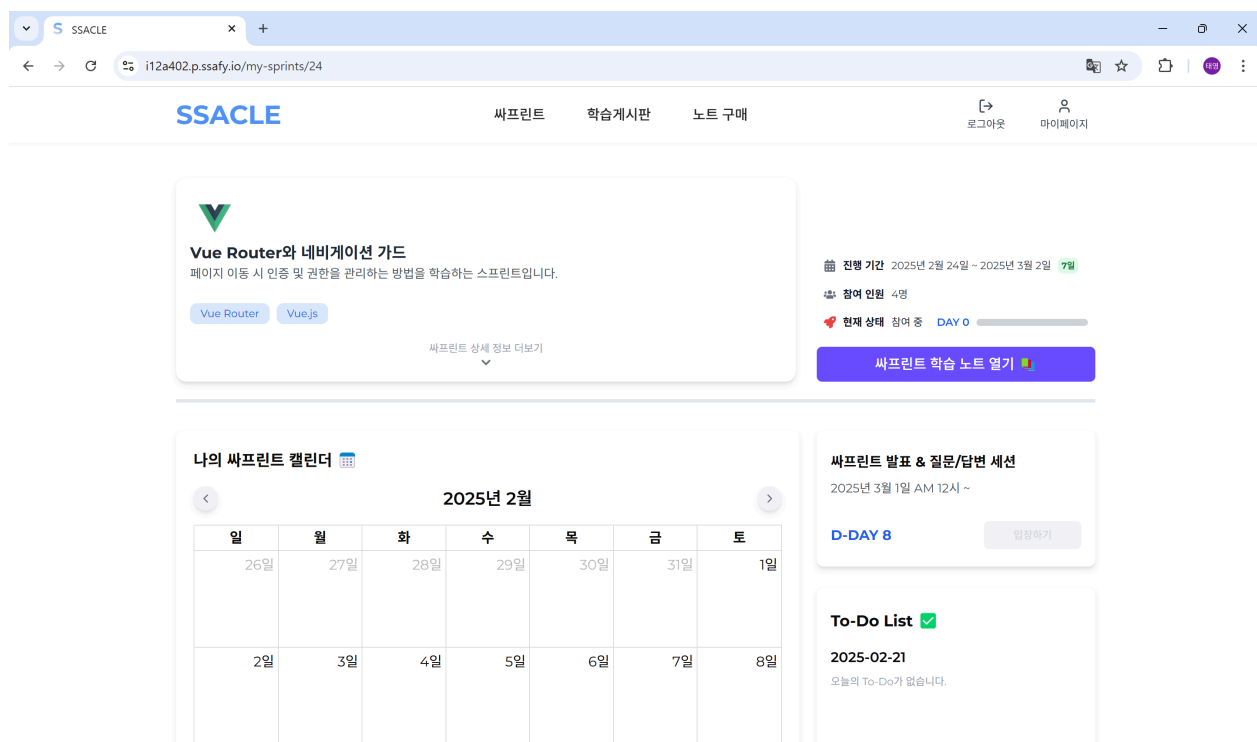 S SSACLE
i12a402.p.ssafy.io/my-sprints/24
태영
SSACLE
싸프린트 학습게시판 노트 구매
로그아웃 마이페이지
Vue Router와 네비게이션 가드
페이지 이동 시 인증 및 권한을 관리하는 방법을 학습하는 스프린트입니다.
Vue Router Vue.js
싸프린트 상세 정보 더보기
진행 기간 2025년 2월 24일 ~ 2025년 3월 2일 7일
참여 인원 4명
현재 상태 참여 중 DAY 0
싸프린트 학습 노트 열기
나의 싸프린트 캘린더
2025년 2월
일 월 화 수 목 금 토
26일 27일 28일 29일 30일 31일 1일
2일 3일 4일 5일 6일 7일 8일
싸프린트 발표 & 질문/답변 세션
2025년 3월 1일 AM 12시 ~
D-DAY 8 입장하기
To-Do List
2025-02-21
오늘의 To-Do가 없습니다.